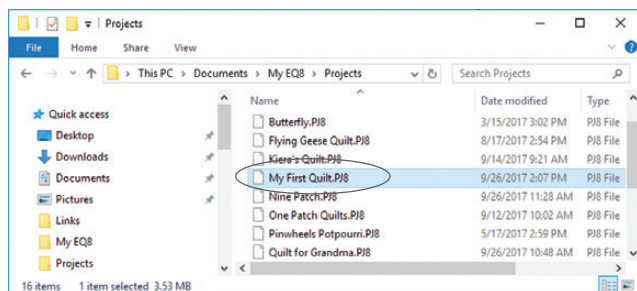 Projects
File Home Share View
This PC > Documents > My EQ8 > Projects
Search Projects
Quick access
Desktop
Downloads
Documents
Pictures
Links
My EQ8
Projects
Name Date modified Type
Butterfly.PJ8 3/15/2017 3:02 PM PJ8 File
Flying Geese Quilt.PJ8 8/17/2017 2:54 PM PJ8 File
Kiera's Quilt.PJ8 9/14/2017 9:21 AM PJ8 File
My First Quilt.PJ8 9/26/2017 2:07 PM PJ8 File
Nine Patch.PJ8 9/26/2017 11:28 AM PJ8 File
One Patch Quilts.PJ8 9/12/2017 10:02 AM PJ8 File
Pinwheels Potpourri.PJ8 5/17/2017 2:59 PM PJ8 File
Quilt for Grandma.PJ8 9/26/2017 10:48 AM PJ8 File
16 items 1 item selected 3.53 MB